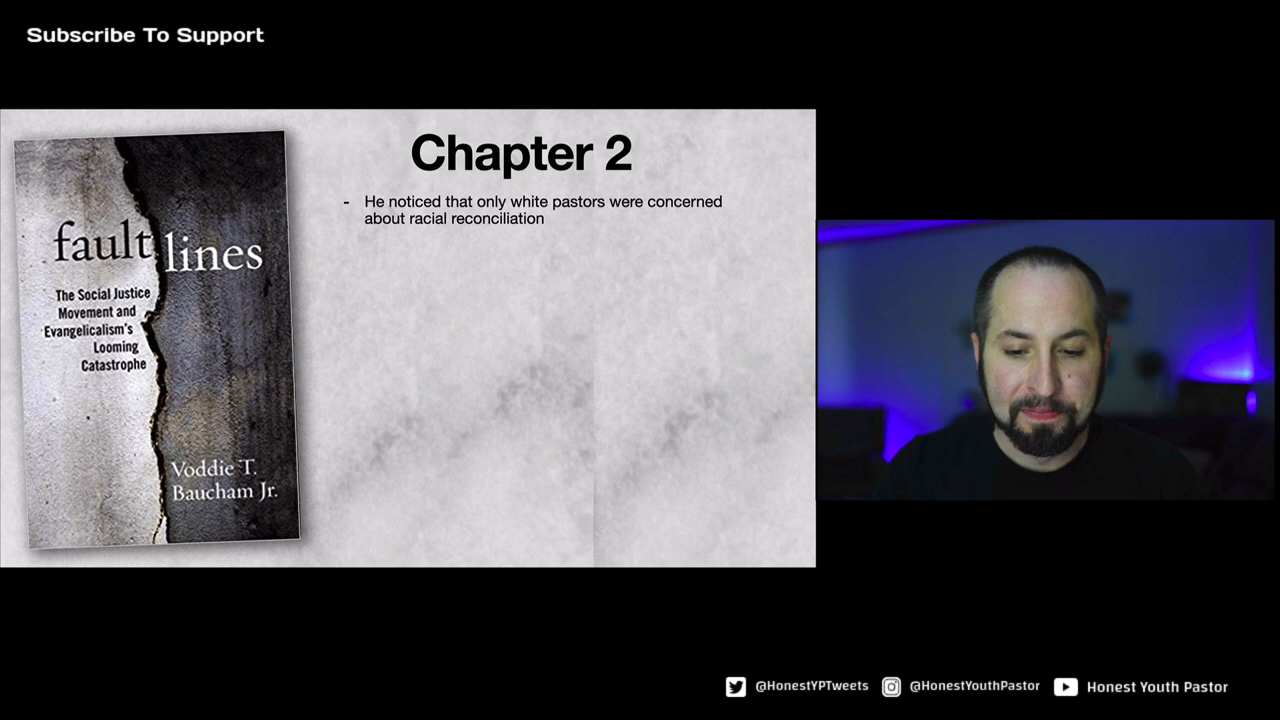 Subscribe To Support
Chapter 2
- He noticed that only white pastors were concerned
about racial reconciliation
fault lines
The Social Justice
Movement and
Evangelicalism's
Looming
Catastrophe
Voddie T.
Baucham Jr.
@HonestYPTweets @HonestYouthPastor Honest Youth Pastor